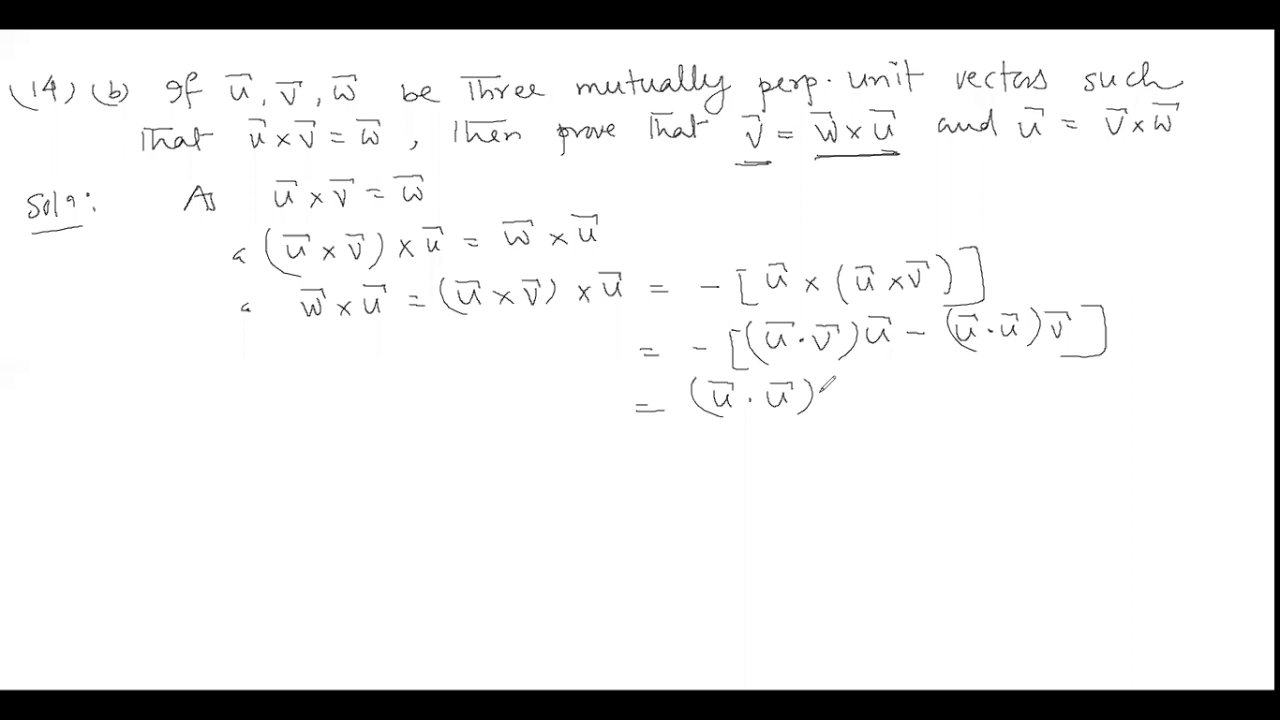 (14) (b) If u⃗, v⃗, w⃗ be three mutually perp. unit vectors such
that u⃗ × v⃗ = w⃗, then prove that v⃗ = w⃗ × u⃗ and u⃗ = v⃗ × w⃗
Soln: As u⃗ × v⃗ = w⃗
(u⃗ × v⃗) × u⃗ = w⃗ × u⃗
w⃗ × u⃗ = (u⃗ × v⃗) × u⃗ = - [u⃗ × (u⃗ × v⃗)]
= - [(u⃗ · v⃗) u⃗ - (u⃗ · u⃗) v⃗]
= (u⃗ · u⃗)